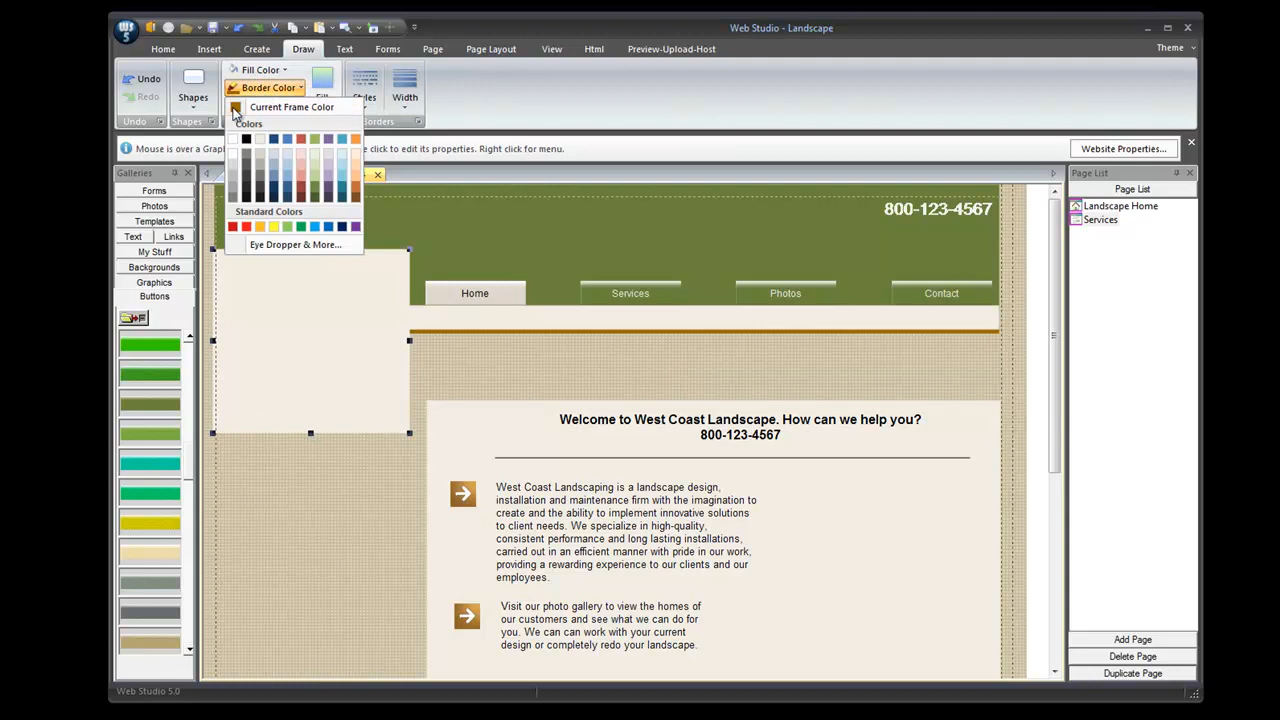 WS
5
Web Studio - Landscape
Home
Insert
Create
Draw
Text
Forms
Page
Page Layout
View
Html
Preview-Upload-Host
Theme
Undo
Redo
Undo
Shapes
Shapes
Fill Color
Border Color
Fill
Styles
Width
Borders
Current Frame Color
Colors
Standard Colors
Eye Dropper & More...
Mouse is over a Grap
click to edit its properties. Right click for menu.
Website Properties...
Galleries
Forms
Photos
Templates
Text
Links
My Stuff
Backgrounds
Graphics
Buttons
800-123-4567
Home
Services
Photos
Contact
Welcome to West Coast Landscape. How can we help you?
800-123-4567
West Coast Landscaping is a landscape design,
installation and maintenance firm with the imagination to
create and the ability to implement innovative solutions
to client needs. We specialize in high-quality,
consistent performance and long lasting installations,
carried out in an efficient manner with pride in our work,
providing a rewarding experience to our clients and our
employees.
Visit our photo gallery to view the homes of
our customers and see what we can do for
you. We can can work with your current
design or completely redo your landscape.
Page List
Page List
Landscape Home
Services
Add Page
Delete Page
Duplicate Page
Web Studio 5.0